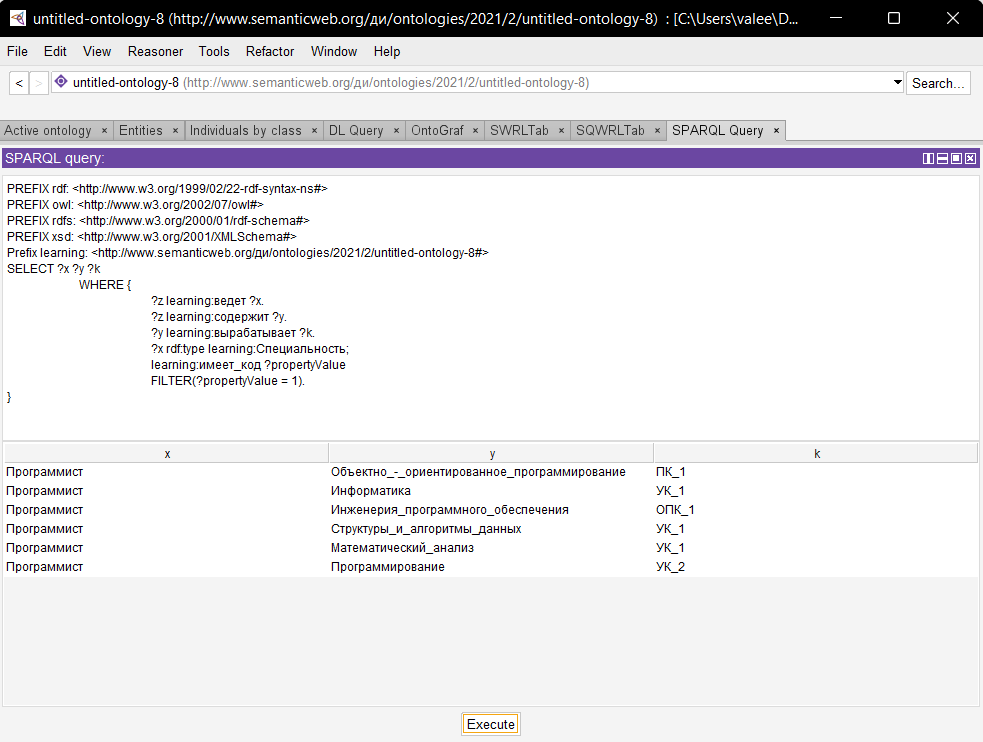 untitled-ontology-8 (http://www.semanticweb.org/ди/ontologies/2021/2/untitled-ontology-8)  : [C:\Users\valee\D...
File Edit View Reasoner Tools Refactor Window Help
< > untitled-ontology-8 (http://www.semanticweb.org/ди/ontologies/2021/2/untitled-ontology-8) Search...
Active ontology × Entities × Individuals by class × DL Query × OntoGraf × SWRLTab × SQWRLTab × SPARQL Query ×
SPARQL query:
PREFIX rdf: <http://www.w3.org/1999/02/22-rdf-syntax-ns#>
PREFIX owl: <http://www.w3.org/2002/07/owl#>
PREFIX rdfs: <http://www.w3.org/2000/01/rdf-schema#>
PREFIX xsd: <http://www.w3.org/2001/XMLSchema#>
Prefix learning: <http://www.semanticweb.org/ди/ontologies/2021/2/untitled-ontology-8#>
SELECT ?x ?y ?k
WHERE {
?z learning:ведет ?x.
?z learning:содержит ?y.
?y learning:вырабатывает ?k.
?x rdf:type learning:Специальность;
learning:имеет_код ?propertyValue
FILTER(?propertyValue = 1).
}
x y k
Программист Объектно_-_ориентированное_программирование ПК_1
Программист Информатика УК_1
Программист Инженерия_программного_обеспечения ОПК_1
Программист Структуры_и_алгоритмы_данных УК_1
Программист Математический_анализ УК_1
Программист Программирование УК_2
Execute